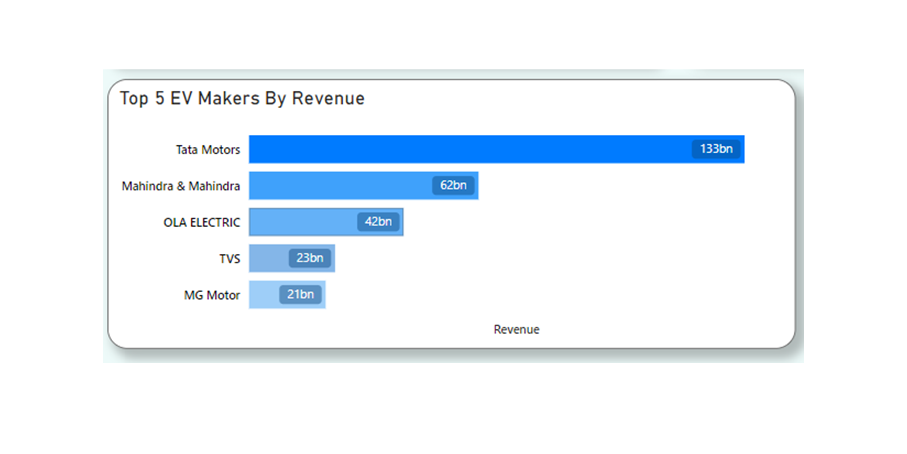 Top 5 EV Makers By Revenue
Tata Motors 133bn
Mahindra & Mahindra 62bn
OLA ELECTRIC 42bn
TVS 23bn
MG Motor 21bn
Revenue